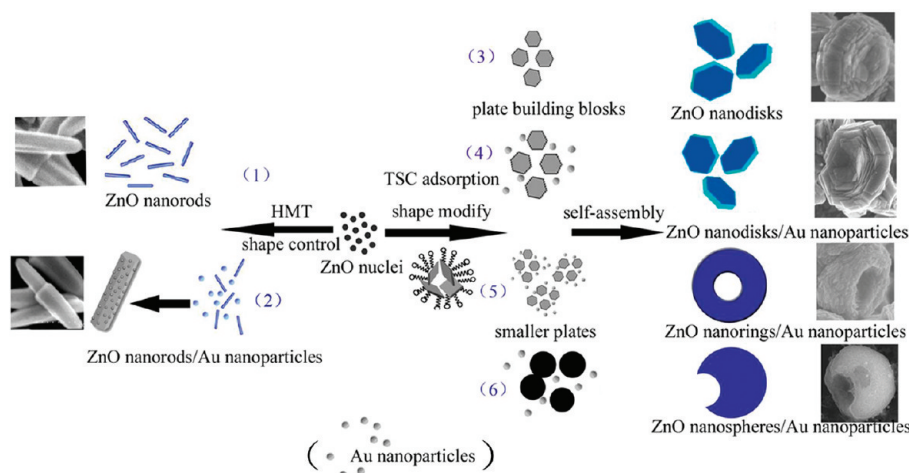 (1)
ZnO nanorods
HMT
shape control
(2)
ZnO nanorods/Au nanoparticles
ZnO nuclei
(3)
plate building blosks
(4)
TSC adsorption
shape modify
(5)
smaller plates
(6)
self-assembly
ZnO nanodisks
ZnO nanodisks/Au nanoparticles
ZnO nanorings/Au nanoparticles
ZnO nanospheres/Au nanoparticles
( Au nanoparticles )